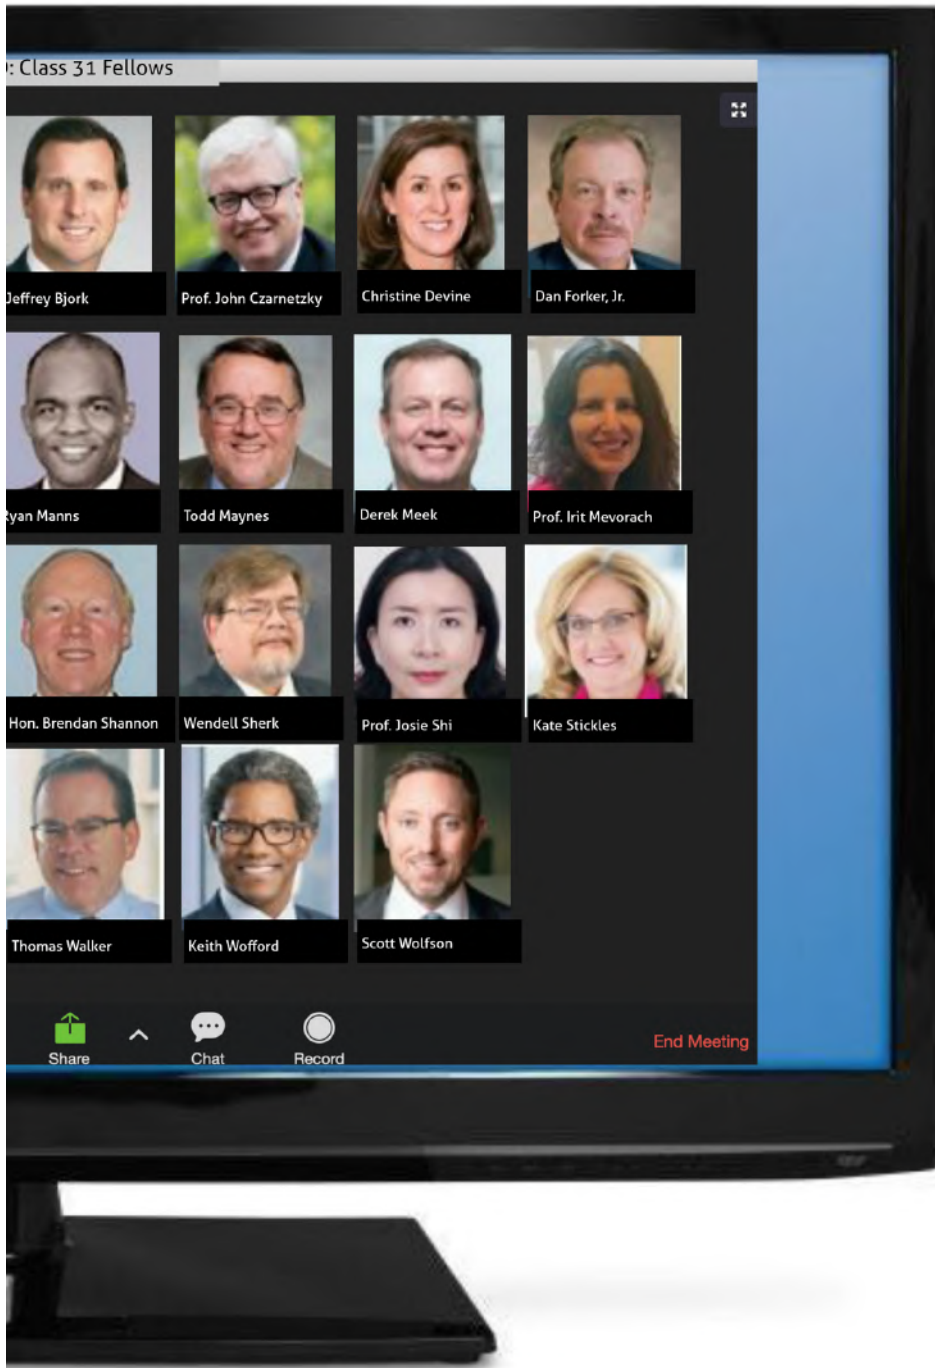 : Class 31 Fellows
Jeffrey Bjork
Prof. John Czarnetzky
Christine Devine
Dan Forker, Jr.
Ryan Manns
Todd Maynes
Derek Meek
Prof. Irit Mevorach
Hon. Brendan Shannon
Wendell Sherk
Prof. Josie Shi
Kate Stickles
Thomas Walker
Keith Wofford
Scott Wolfson
Share
Chat
Record
End Meeting